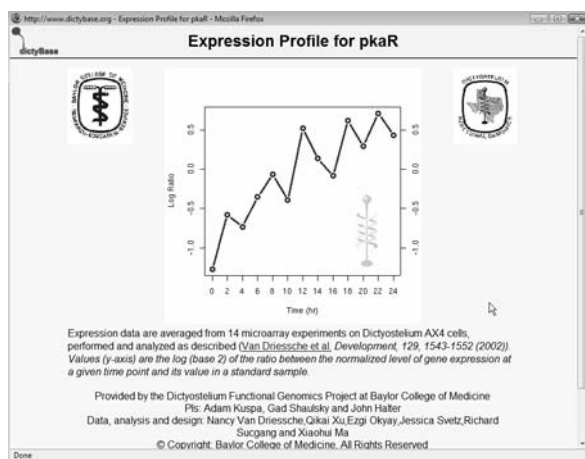 http://www.dictybase.org - Expression Profile for pkaR - Mozilla Firefox
dictyBase
Expression Profile for pkaR
BAYLOR COLLEGE OF MEDICINE
DICTYOSTELIUM
FUNCTIONAL GENOMICS
Log Ratio
0.5
0.0
-0.5
-1.0
0.5
0.0
-0.5
-1.0
0 2 4 6 8 10 12 14 16 18 20 22 24
Time (hr)
Expression data are averaged from 14 microarray experiments on Dictyostelium AX4 cells,
performed and analyzed as described (Van Driessche et al. Development, 129, 1543-1552 (2002)).
Values (y-axis) are the log (base 2) of the ratio between the normalized level of gene expression at
a given time point and its value in a standard sample.
Provided by the Dictyostelium Functional Genomics Project at Baylor College of Medicine
PIs: Adam Kuspa, Gad Shaulsky and John Halter
Data, analysis and design: Nancy Van Driessche,Qikai Xu,Ezgi Okyay,Jessica Svetz,Richard
Sucgang and Xiaohui Ma
© Copyright: Baylor College of Medicine. All Rights Reserved
Done